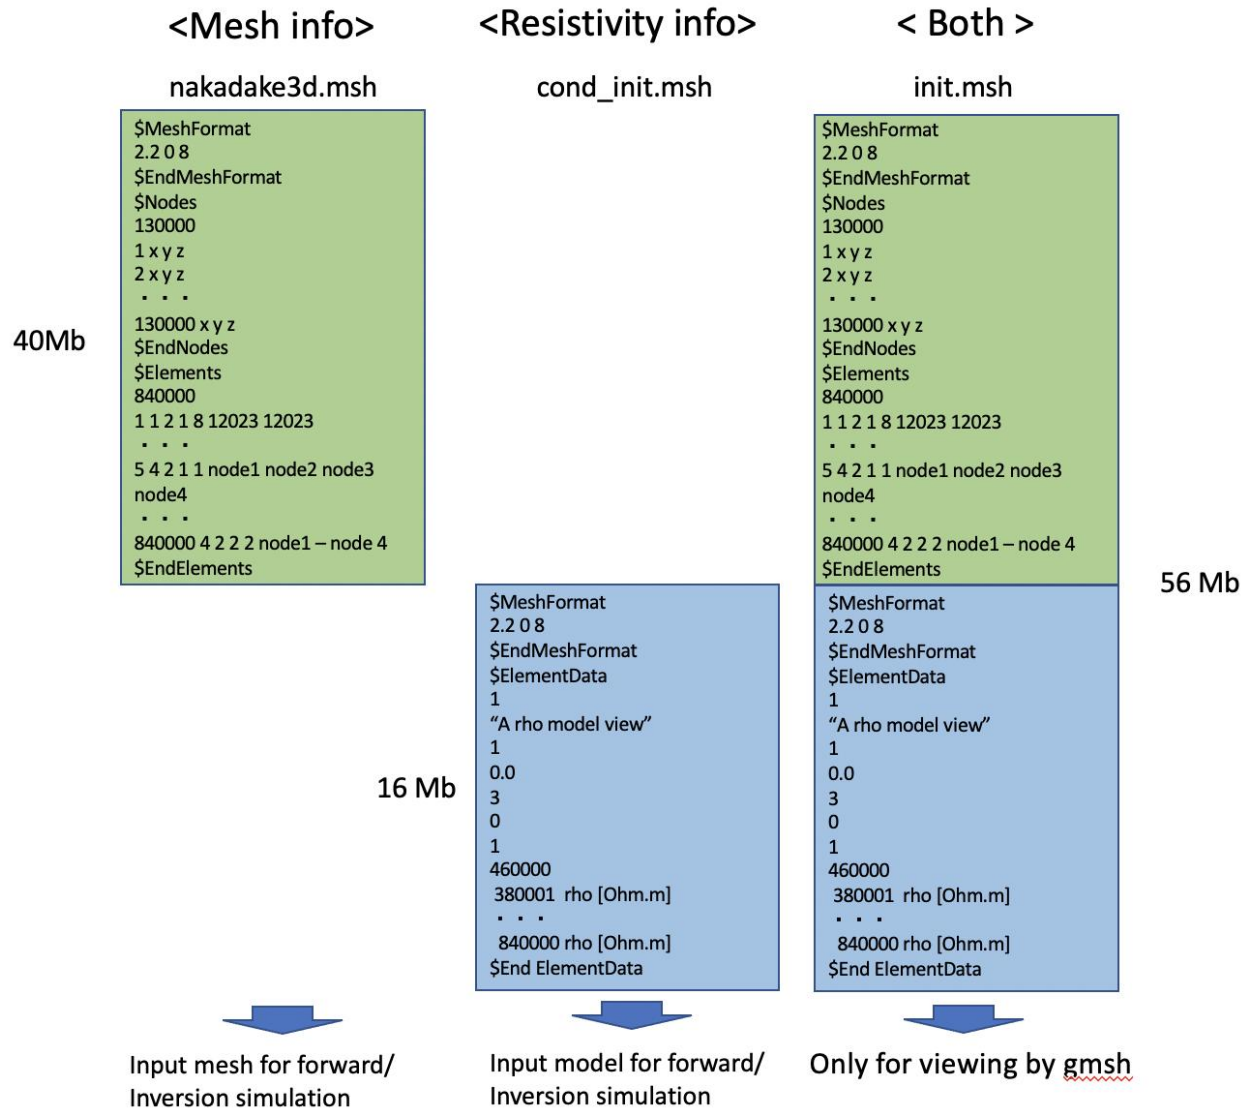 <Mesh info>
nakadake3d.msh
40Mb
$MeshFormat
2.2 0 8
$EndMeshFormat
$Nodes
130000
1 x y z
2 x y z
・ ・ ・
130000 x y z
$EndNodes
$Elements
840000
1 1 2 1 8 12023 12023
・ ・ ・
5 4 2 1 1 node1 node2 node3
node4
・ ・ ・
840000 4 2 2 2 node1 – node 4
$EndElements
Input mesh for forward/
Inversion simulation
<Resistivity info>
cond_init.msh
16 Mb
$MeshFormat
2.2 0 8
$EndMeshFormat
$ElementData
1
“A rho model view”
1
0.0
3
0
1
460000
380001 rho [Ohm.m]
・ ・ ・
840000 rho [Ohm.m]
$End ElementData
Input model for forward/
Inversion simulation
< Both >
init.msh
$MeshFormat
2.2 0 8
$EndMeshFormat
$Nodes
130000
1 x y z
2 x y z
・ ・ ・
130000 x y z
$EndNodes
$Elements
840000
1 1 2 1 8 12023 12023
・ ・ ・
5 4 2 1 1 node1 node2 node3
node4
・ ・ ・
840000 4 2 2 2 node1 – node 4
$EndElements
$MeshFormat
2.2 0 8
$EndMeshFormat
$ElementData
1
“A rho model view”
1
0.0
3
0
1
460000
380001 rho [Ohm.m]
・ ・ ・
840000 rho [Ohm.m]
$End ElementData
56 Mb
Only for viewing by gmsh